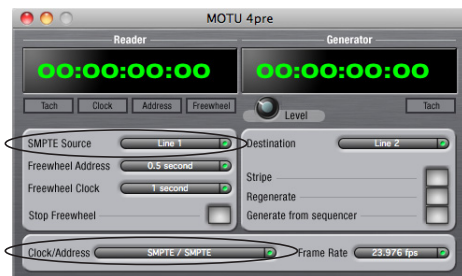 MOTU 4pre
Reader
Generator
00:00:00:00
00:00:00:00
Tach
Clock
Address
Freewheel
Level
Tach
SMPTE Source
Line 1
Freewheel Address
0.5 second
Freewheel Clock
1 second
Stop Freewheel
Destination
Line 2
Stripe
Regenerate
Generate from sequencer
Clock/Address
SMPTE / SMPTE
Frame Rate
23.976 fps